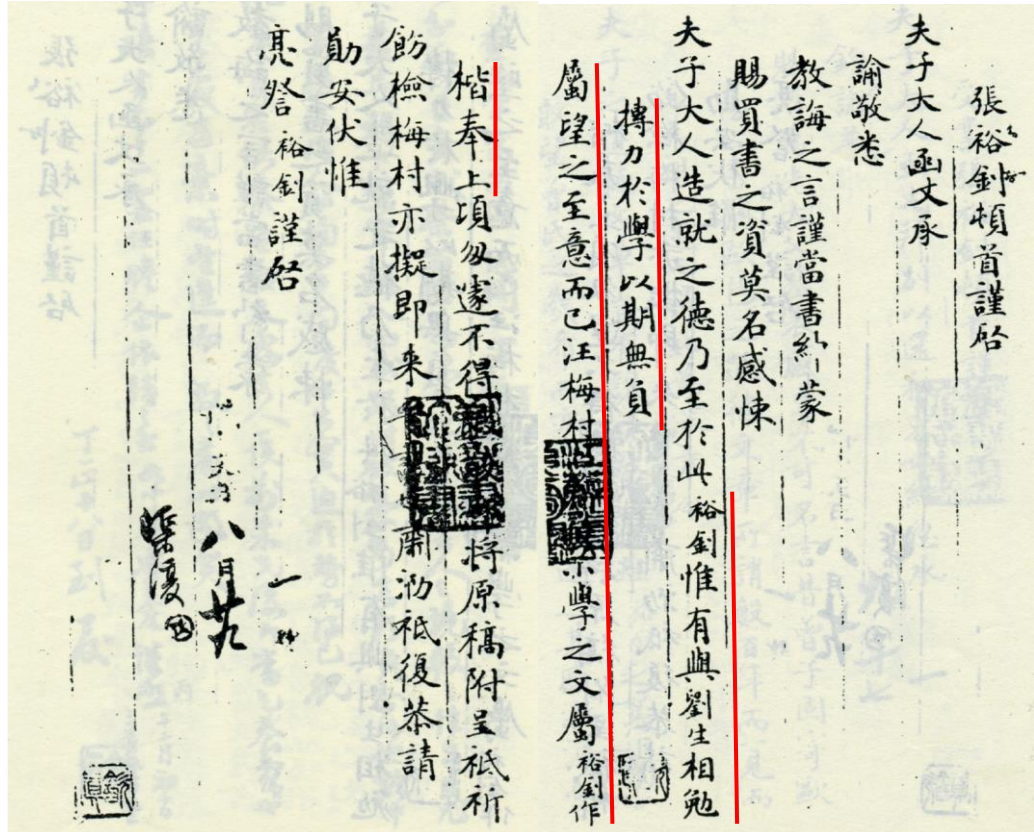 張裕釗頓首謹啓
夫子大人函丈承
諭敬悉
教誨之言謹當書紳蒙
賜買書之資莫名感悚
夫子大人造就之德乃至於此裕釗惟有與劉生相勉
摶力於學以期無負
屬望之至意而已汪梅村學之文屬裕釗作
楷奉上頃匆遽不得將原稿附呈祇祈
飭檢梅村亦擬即來肅泐祇復恭請
勛安伏惟
亮詧裕釗謹啓
八月廿九